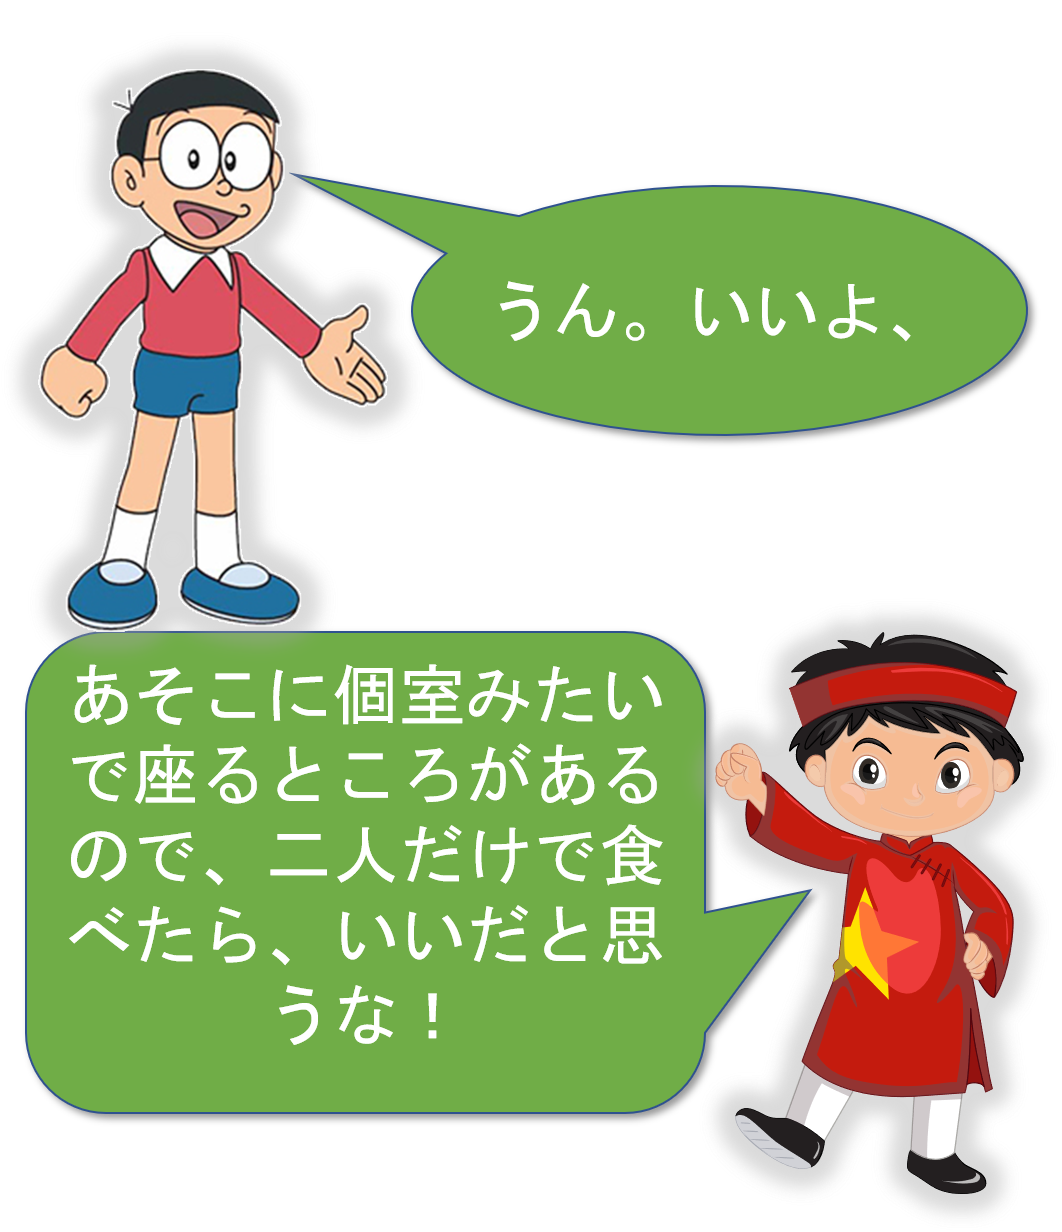 うん。いいよ、
あそこに個室みたい
で座るところがある
ので、二人だけで食
べたら、いいだと思
うな！